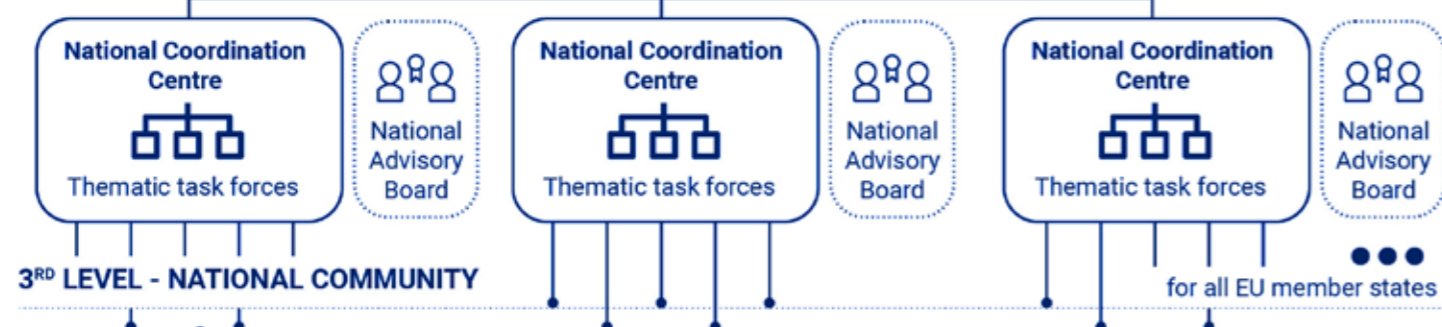 National Coordination
Centre
Thematic task forces
National
Advisory
Board
National Coordination
Centre
Thematic task forces
National
Advisory
Board
National Coordination
Centre
Thematic task forces
National
Advisory
Board
3RD LEVEL - NATIONAL COMMUNITY
for all EU member states